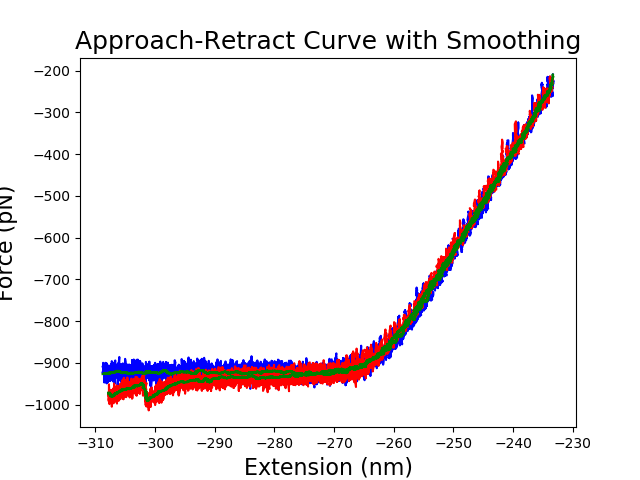 Approach-Retract Curve with Smoothing
Force (pN)
−200
−300
−400
−500
−600
−700
−800
−900
−1000
−310 −300 −290 −280 −270 −260 −250 −240 −230
Extension (nm)